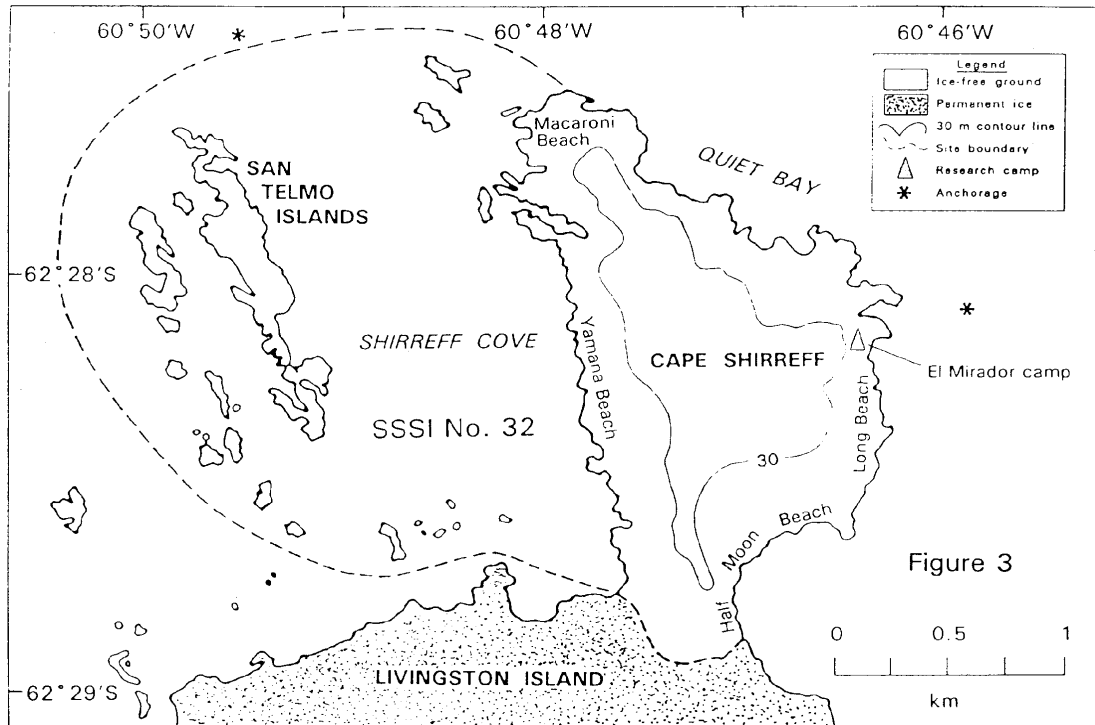 60°50'W
60°48'W
60°46'W
Legend
Ice-free ground
Permanent ice
30 m contour line
Site boundary
Research camp
Anchorage
Macaroni
Beach
QUIET BAY
SAN
TELMO
ISLANDS
62°28'S
SHIRREFF COVE
Yamana Beach
CAPE SHIRREFF
El Mirador camp
SSSI No. 32
Long Beach
30
Half Moon Beach
Figure 3
0 0.5 1
km
LIVINGSTON ISLAND
62°29'S